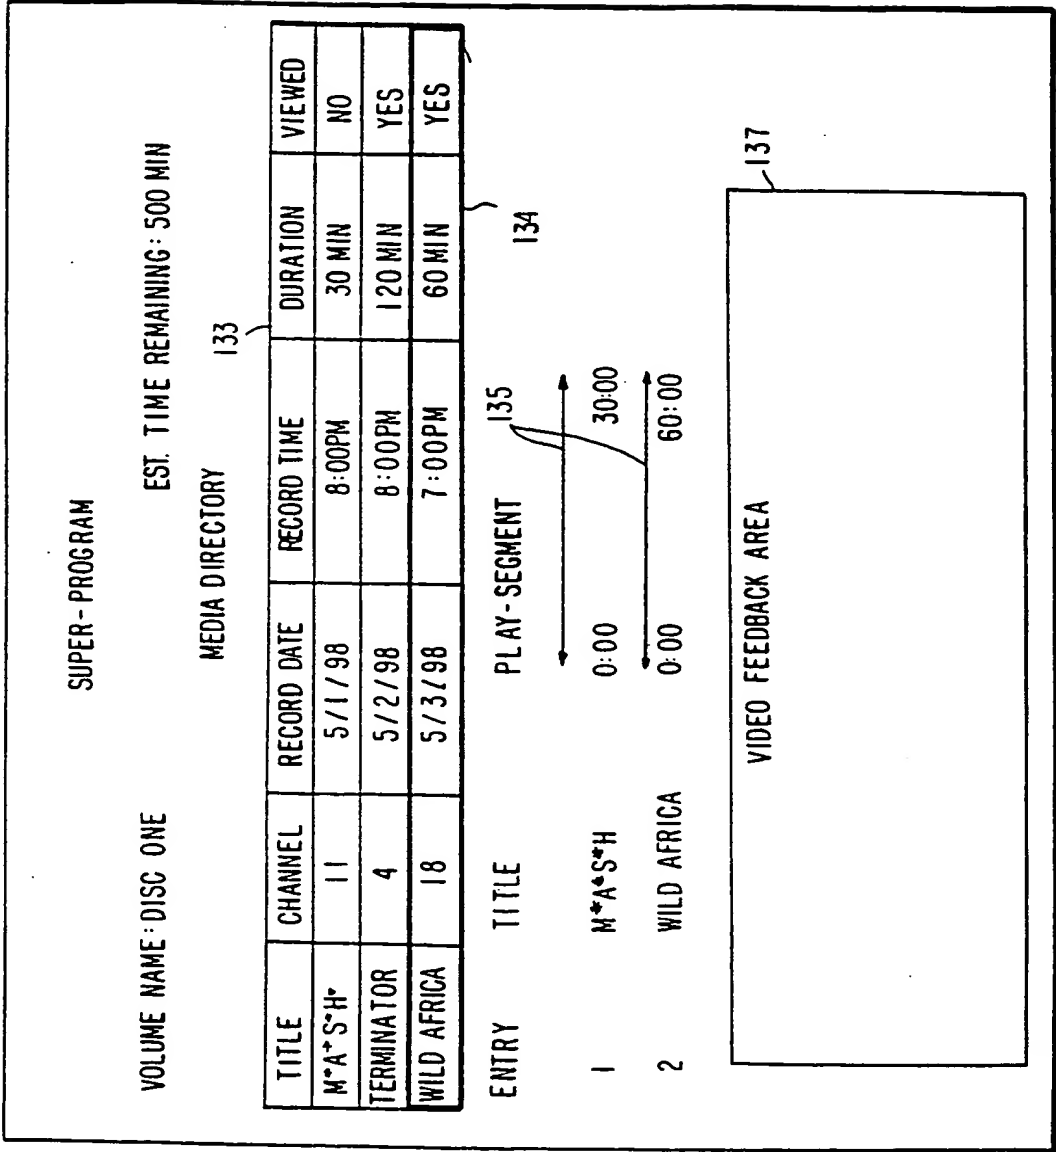 SUPER-PROGRAM
VOLUME NAME: DISC ONE EST. TIME REMAINING: 500 MIN
MEDIA DIRECTORY
133
TITLE CHANNEL RECORD DATE RECORD TIME DURATION VIEWED
M*A*S*H* 11 5/1/98 8:00PM 30 MIN NO
TERMINATOR 4 5/2/98 8:00PM 120 MIN YES
WILD AFRICA 18 5/3/98 7:00PM 60 MIN YES
134
ENTRY TITLE PLAY-SEGMENT
135
1 M*A*S*H 0:00 30:00
2 WILD AFRICA 0:00 60:00
137
VIDEO FEEDBACK AREA